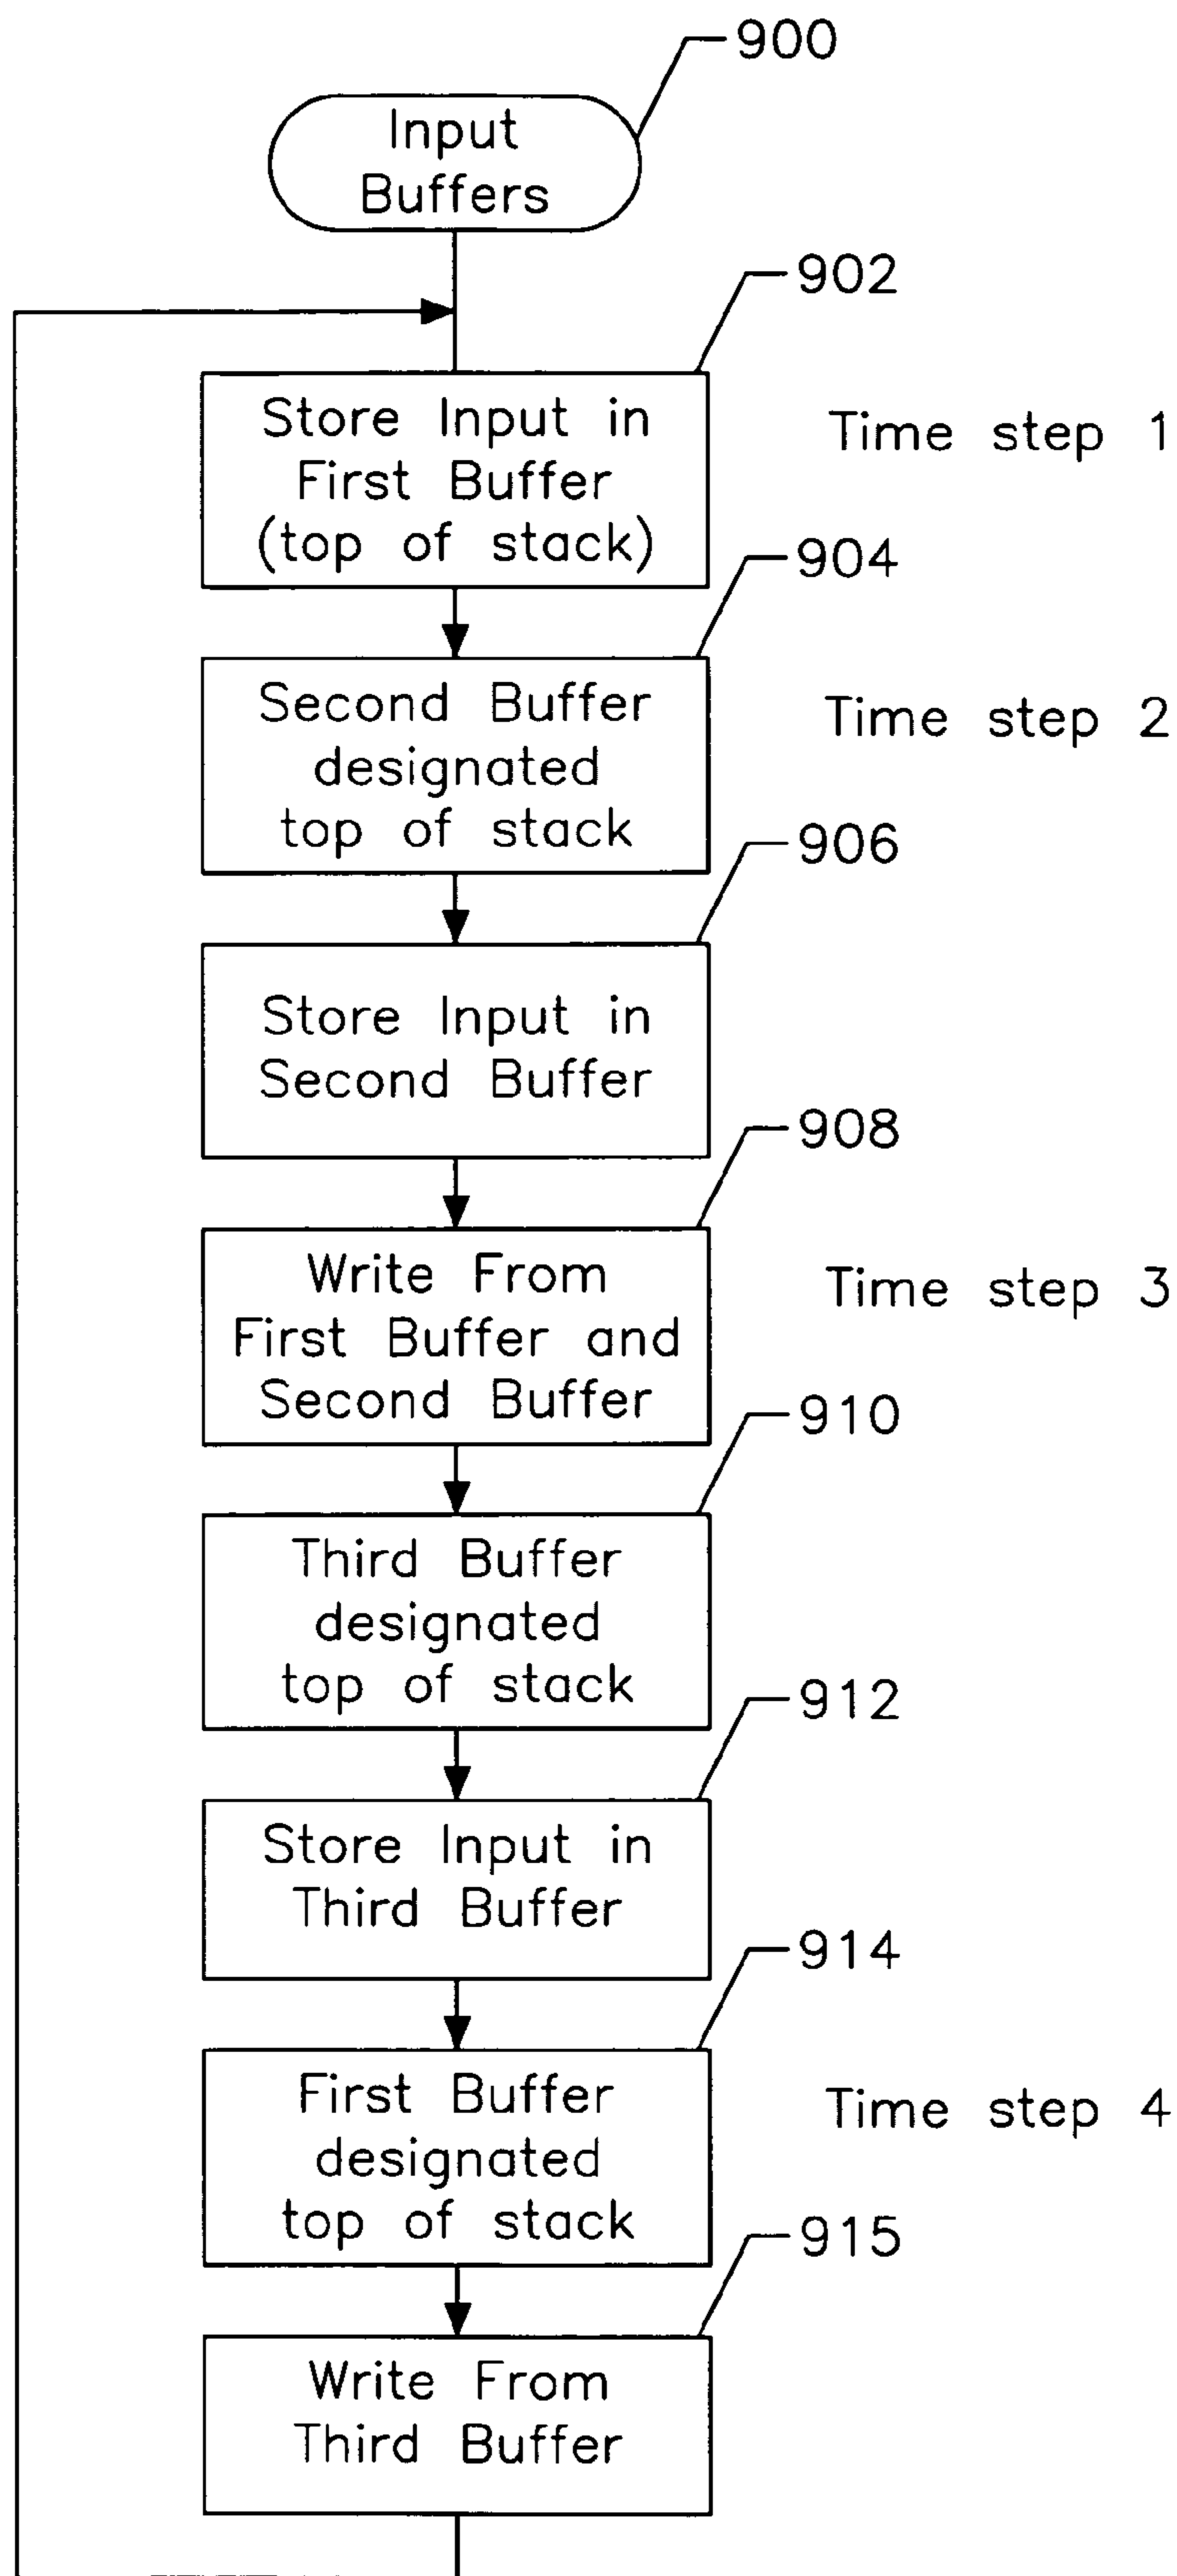 900
Input
Buffers
902
Store Input in
First Buffer
(top of stack)
Time step 1
904
Second Buffer
designated
top of stack
Time step 2
906
Store Input in
Second Buffer
908
Write From
First Buffer and
Second Buffer
Time step 3
910
Third Buffer
designated
top of stack
912
Store Input in
Third Buffer
914
First Buffer
designated
top of stack
Time step 4
915
Write From
Third Buffer